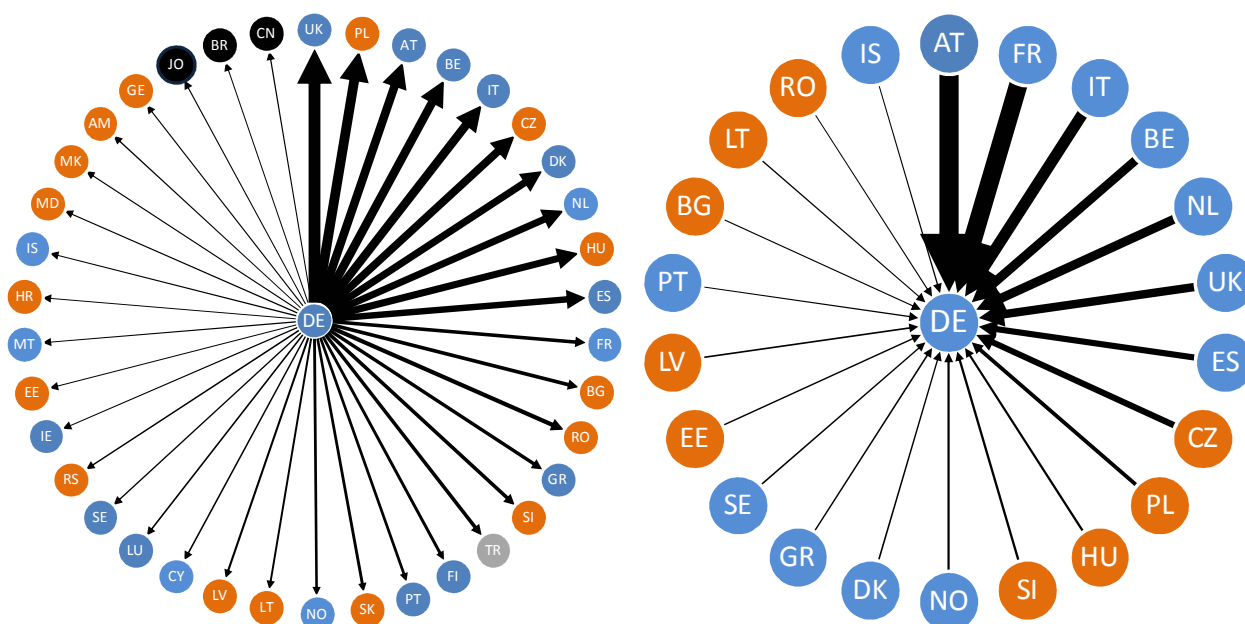 UK
PL
AT
BE
IT
CZ
DK
NL
HU
ES
FR
BG
RO
GR
SI
TR
FI
PT
SK
NO
LT
LV
CY
LU
SE
RS
IE
EE
MT
HR
IS
MD
MK
AM
GE
JO
BR
CN
DE
AT
FR
IT
BE
NL
UK
ES
CZ
PL
HU
SI
NO
DK
GR
SE
EE
LV
PT
BG
LT
RO
IS
DE